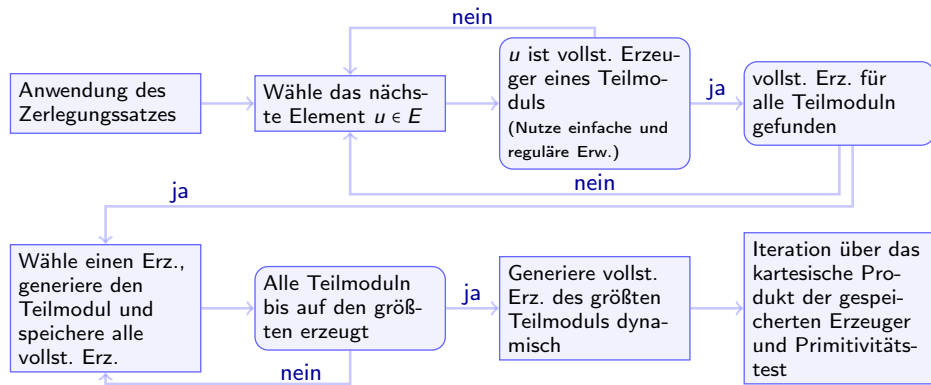 nein
Anwendung des
Zerlegungssatzes
Wähle das nächs-
te Element u ∈ E
u ist vollst. Erzeu-
ger eines Teilmo-
duls
(Nutze einfache und
reguläre Erw.)
ja
vollst. Erz. für
alle Teilmoduln
gefunden
nein
ja
Wähle einen Erz.,
generiere den
Teilmodul und
speichere alle
vollst. Erz.
Alle Teilmoduln
bis auf den größ-
ten erzeugt
nein
ja
Generiere vollst.
Erz. des größten
Teilmoduls dyna-
misch
Iteration über das
kartesische Pro-
dukt der gespei-
cherten Erzeuger
und Primitivitäts-
test